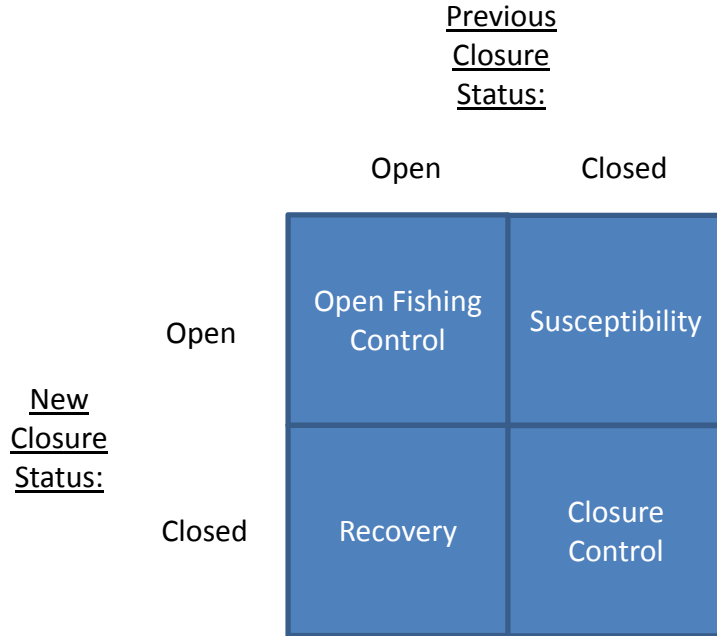 Previous
Closure
Status:
Open Closed
Open Fishing
Control
Susceptibility
Open
New
Closure
Status:
Closed
Recovery
Closure
Control